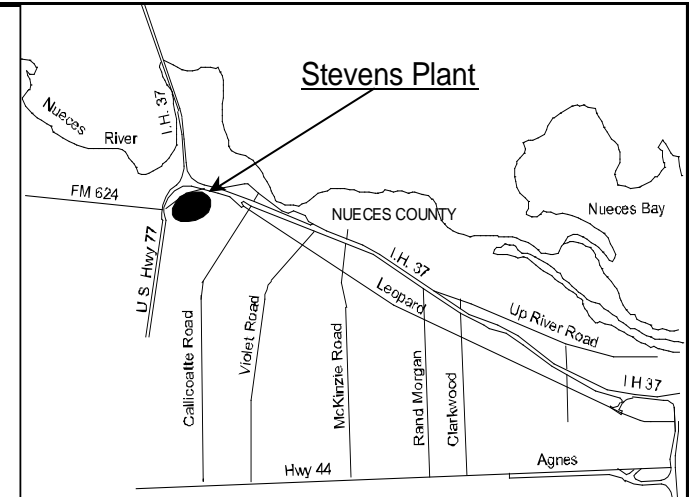 Stevens Plant
I.H. 37
Nueces
River
FM 624
NUECES COUNTY
Nueces Bay
U S Hwy 77
I.H. 37
Leopard
Up River Road
Callicoatte Road
Violet Road
McKinzie Road
Rand Morgan
Clarkwood
I H 37
Hwy 44
Agnes